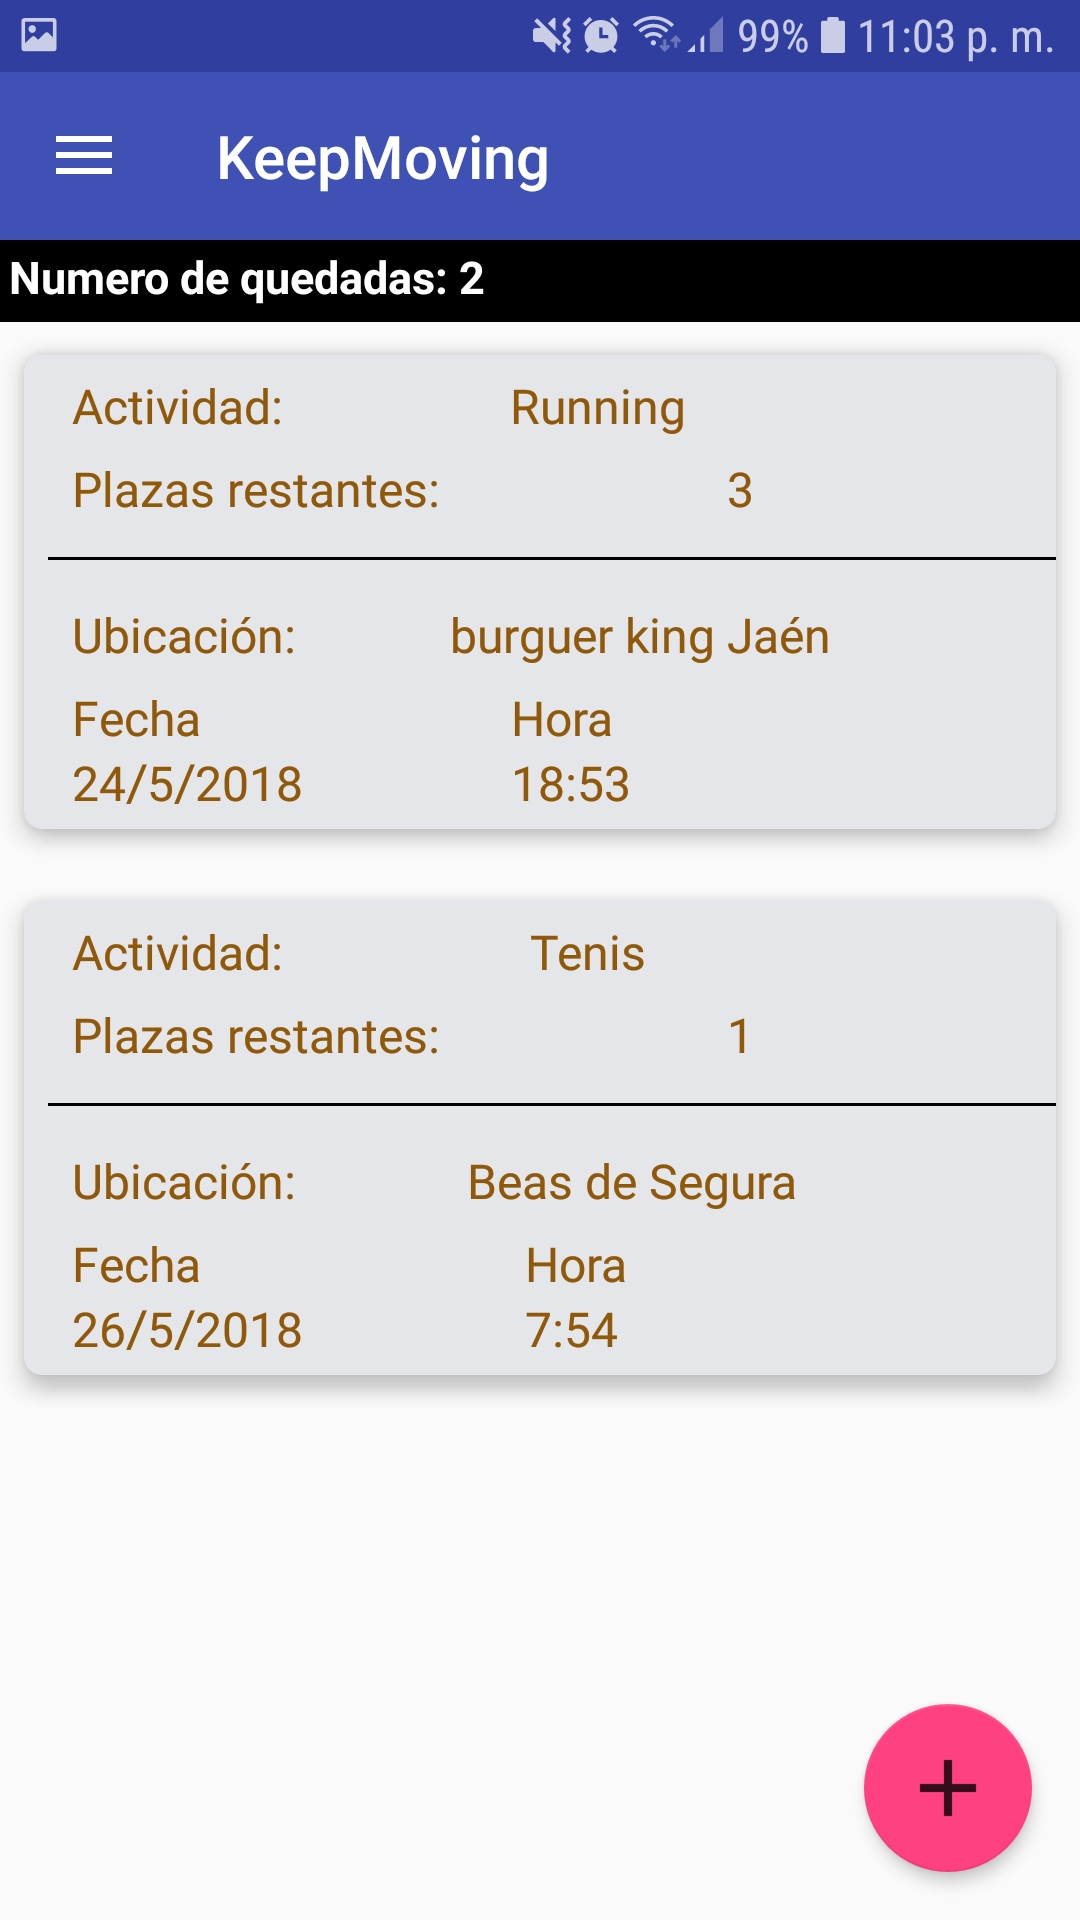 99% 11:03 p. m.
KeepMoving
Numero de quedadas: 2
Actividad: Running
Plazas restantes: 3
Ubicación: burguer king Jaén
Fecha Hora
24/5/2018 18:53
Actividad: Tenis
Plazas restantes: 1
Ubicación: Beas de Segura
Fecha Hora
26/5/2018 7:54